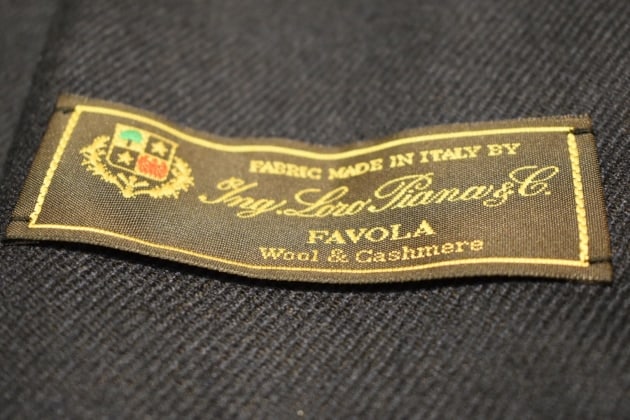 FABRIC MADE IN ITALY BY
Ing. Loro Piana & C.
FAVOLA
Wool & Cashmere